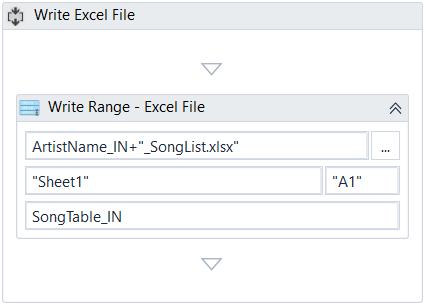 Write Excel File
Write Range - Excel File
ArtistName_IN+"_SongList.xlsx"
...
"Sheet1"
"A1"
SongTable_IN